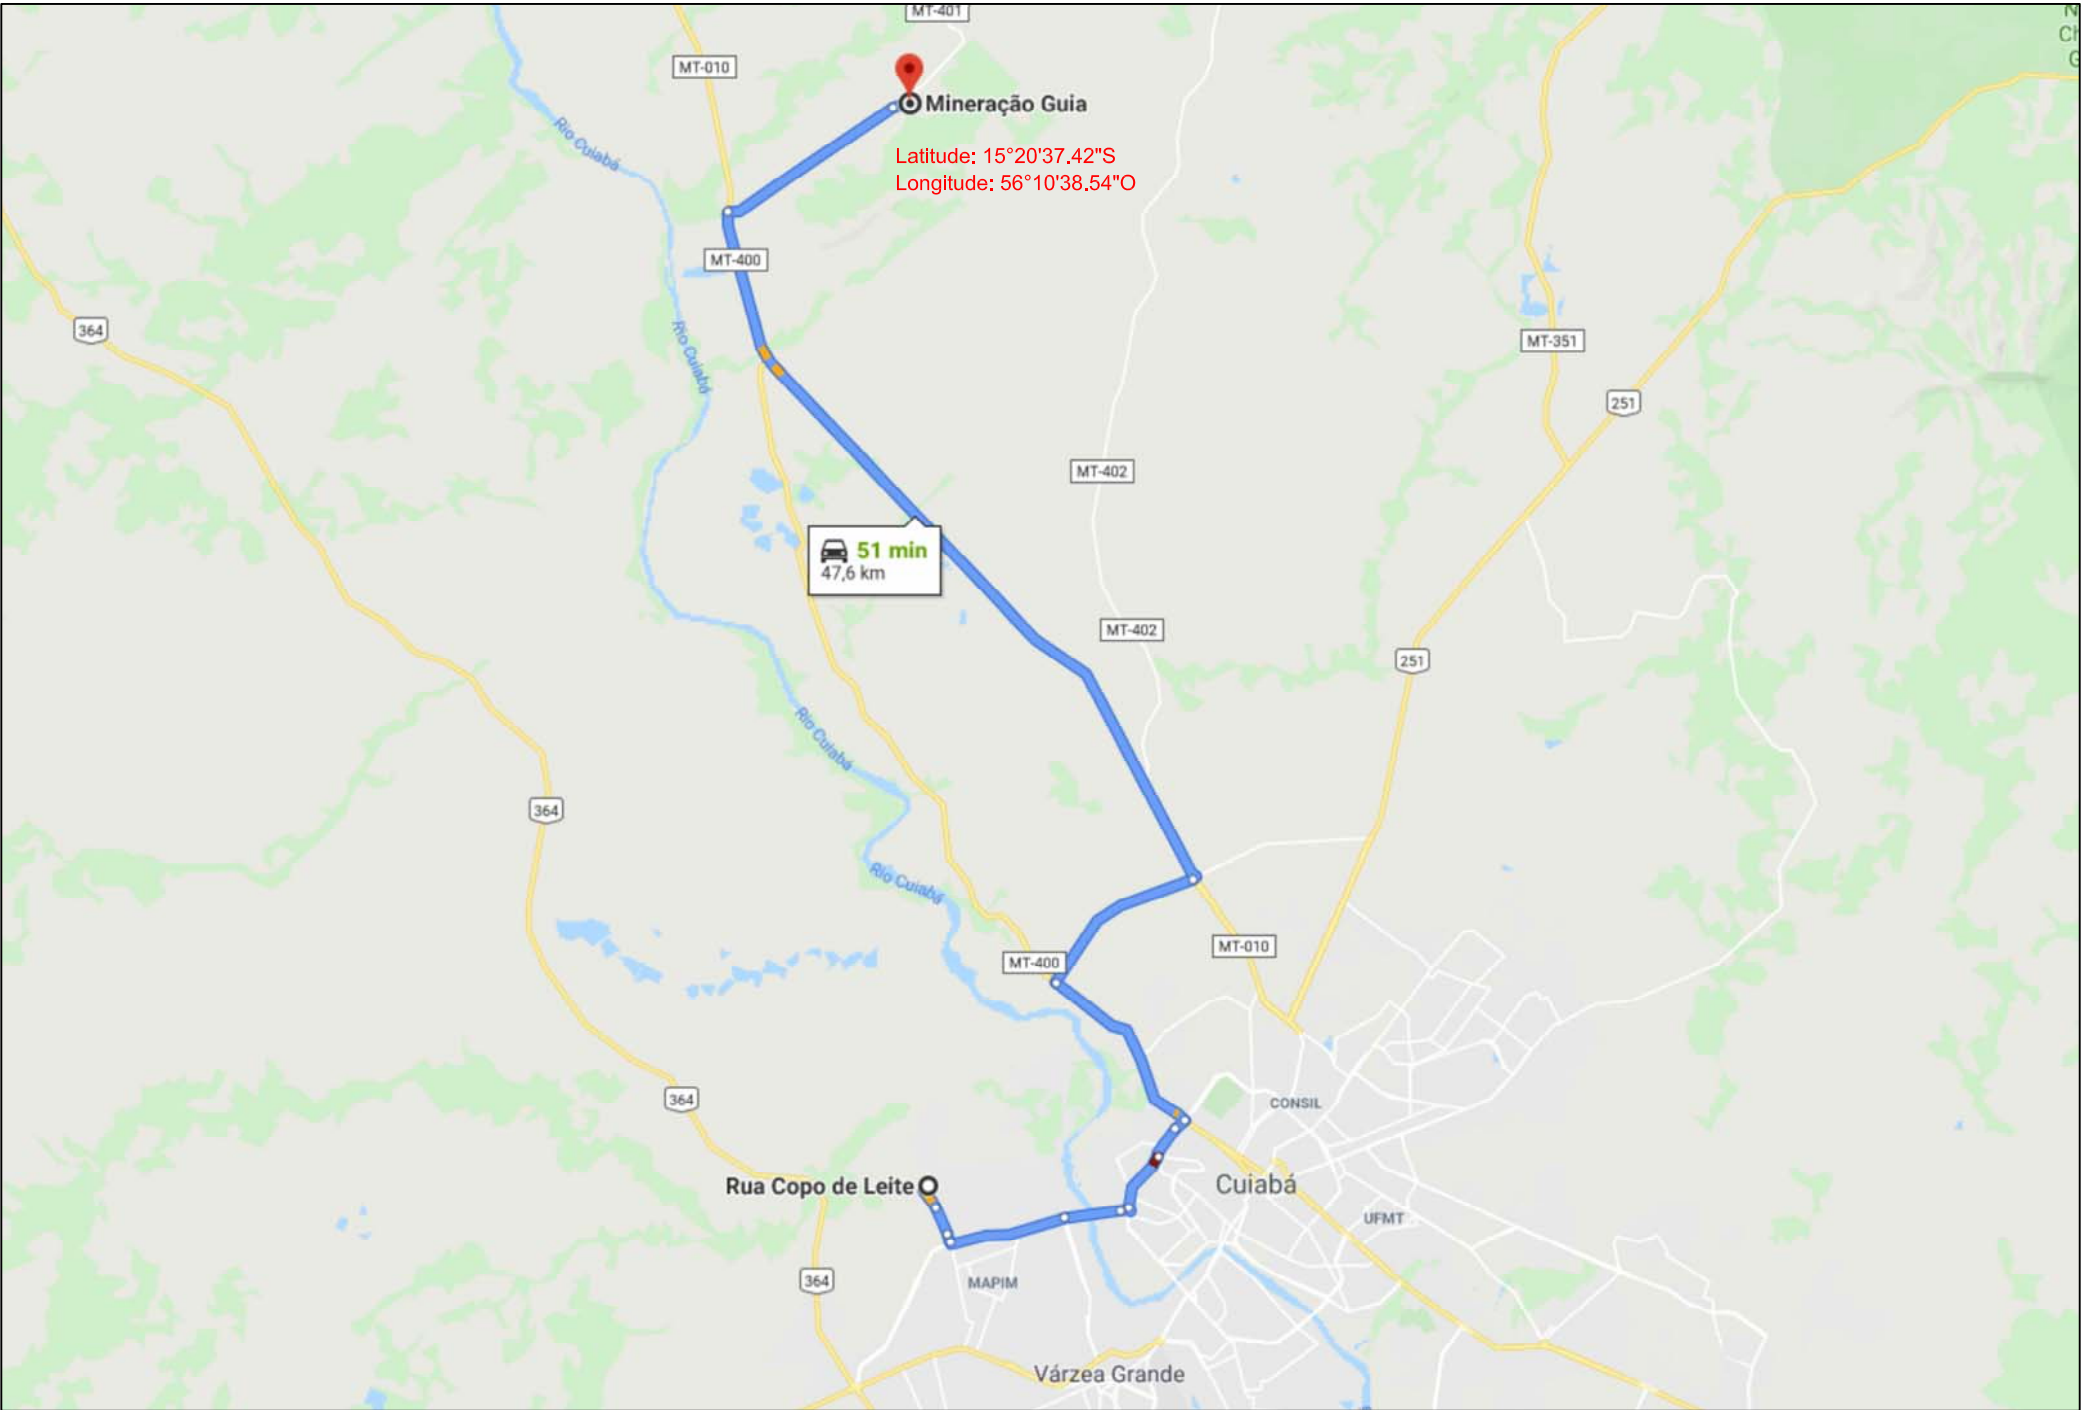 MT-401
MT-010
Mineração Guia
Rio Cuiabá
Latitude: 15°20'37.42"S
Longitude: 56°10'38.54"O
MT-400
364
Rio Cuiabá
MT-351
251
MT-402
51 min
47,6 km
MT-402
251
Rio Cuiabá
364
Rio Cuiabá
MT-010
MT-400
364
CONSIL
Rua Copo de Leite
Cuiabá
UFMT
364
MAPIM
Várzea Grande